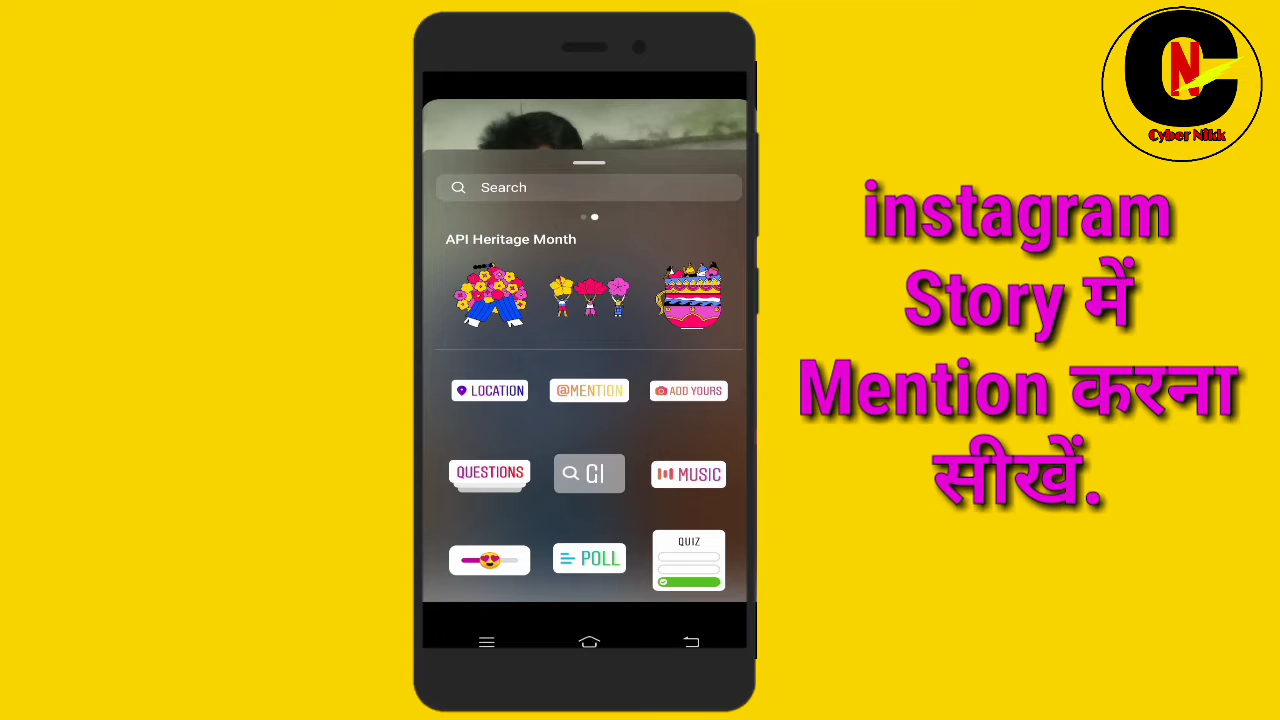 Search
API Heritage Month
LOCATION
@MENTION
ADD YOURS
QUESTIONS
GI
MUSIC
POLL
QUIZ
CN
Cyber Nikk
instagram
Story में
Mention करना
सीखें.